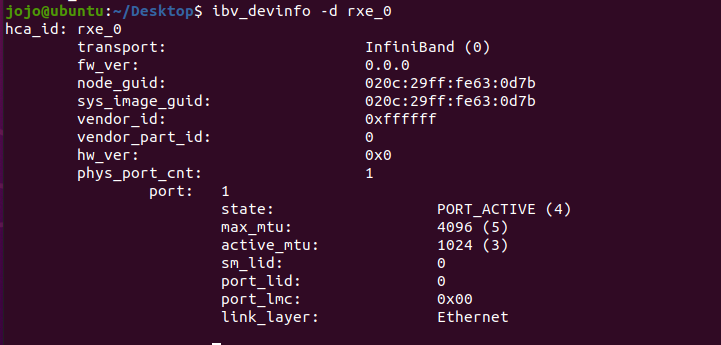 jojo@ubuntu:~/Desktop$ ibv_devinfo -d rxe_0
hca_id: rxe_0
transport: InfiniBand (0)
fw_ver: 0.0.0
node_guid: 020c:29ff:fe63:0d7b
sys_image_guid: 020c:29ff:fe63:0d7b
vendor_id: 0xffffff
vendor_part_id: 0
hw_ver: 0x0
phys_port_cnt: 1
port: 1
state: PORT_ACTIVE (4)
max_mtu: 4096 (5)
active_mtu: 1024 (3)
sm_lid: 0
port_lid: 0
port_lmc: 0x00
link_layer: Ethernet